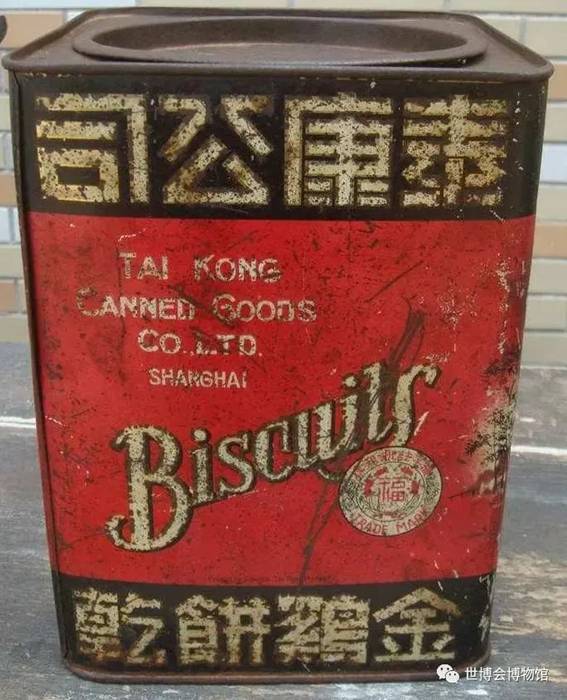 泰康公司
TAI KONG
CANNED GOODS
CO.,LTD.
SHANGHAI
Biscuits
福
TRADE MARK
金鷄餅乾
世博会博物馆